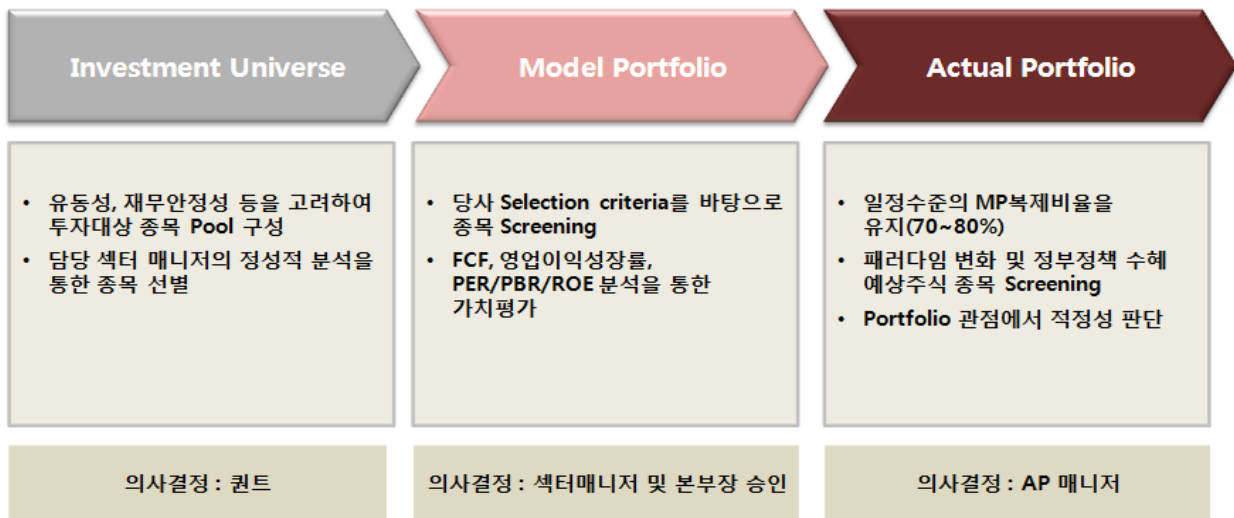 Investment Universe
Model Portfolio
Actual Portfolio
• 유동성, 재무안정성 등을 고려하여
투자대상 종목 Pool 구성
• 담당 섹터 매니저의 정성적 분석을
통한 종목 선별
• 당사 Selection criteria를 바탕으로
종목 Screening
• FCF, 영업이익성장률,
PER/PBR/ROE 분석을 통한
가치평가
• 일정수준의 MP복제비율을
유지(70~80%)
• 패러다임 변화 및 정부정책 수혜
예상주식 종목 Screening
• Portfolio 관점에서 적정성 판단
의사결정 : 퀀트
의사결정 : 섹터매니저 및 본부장 승인
의사결정 : AP 매니저